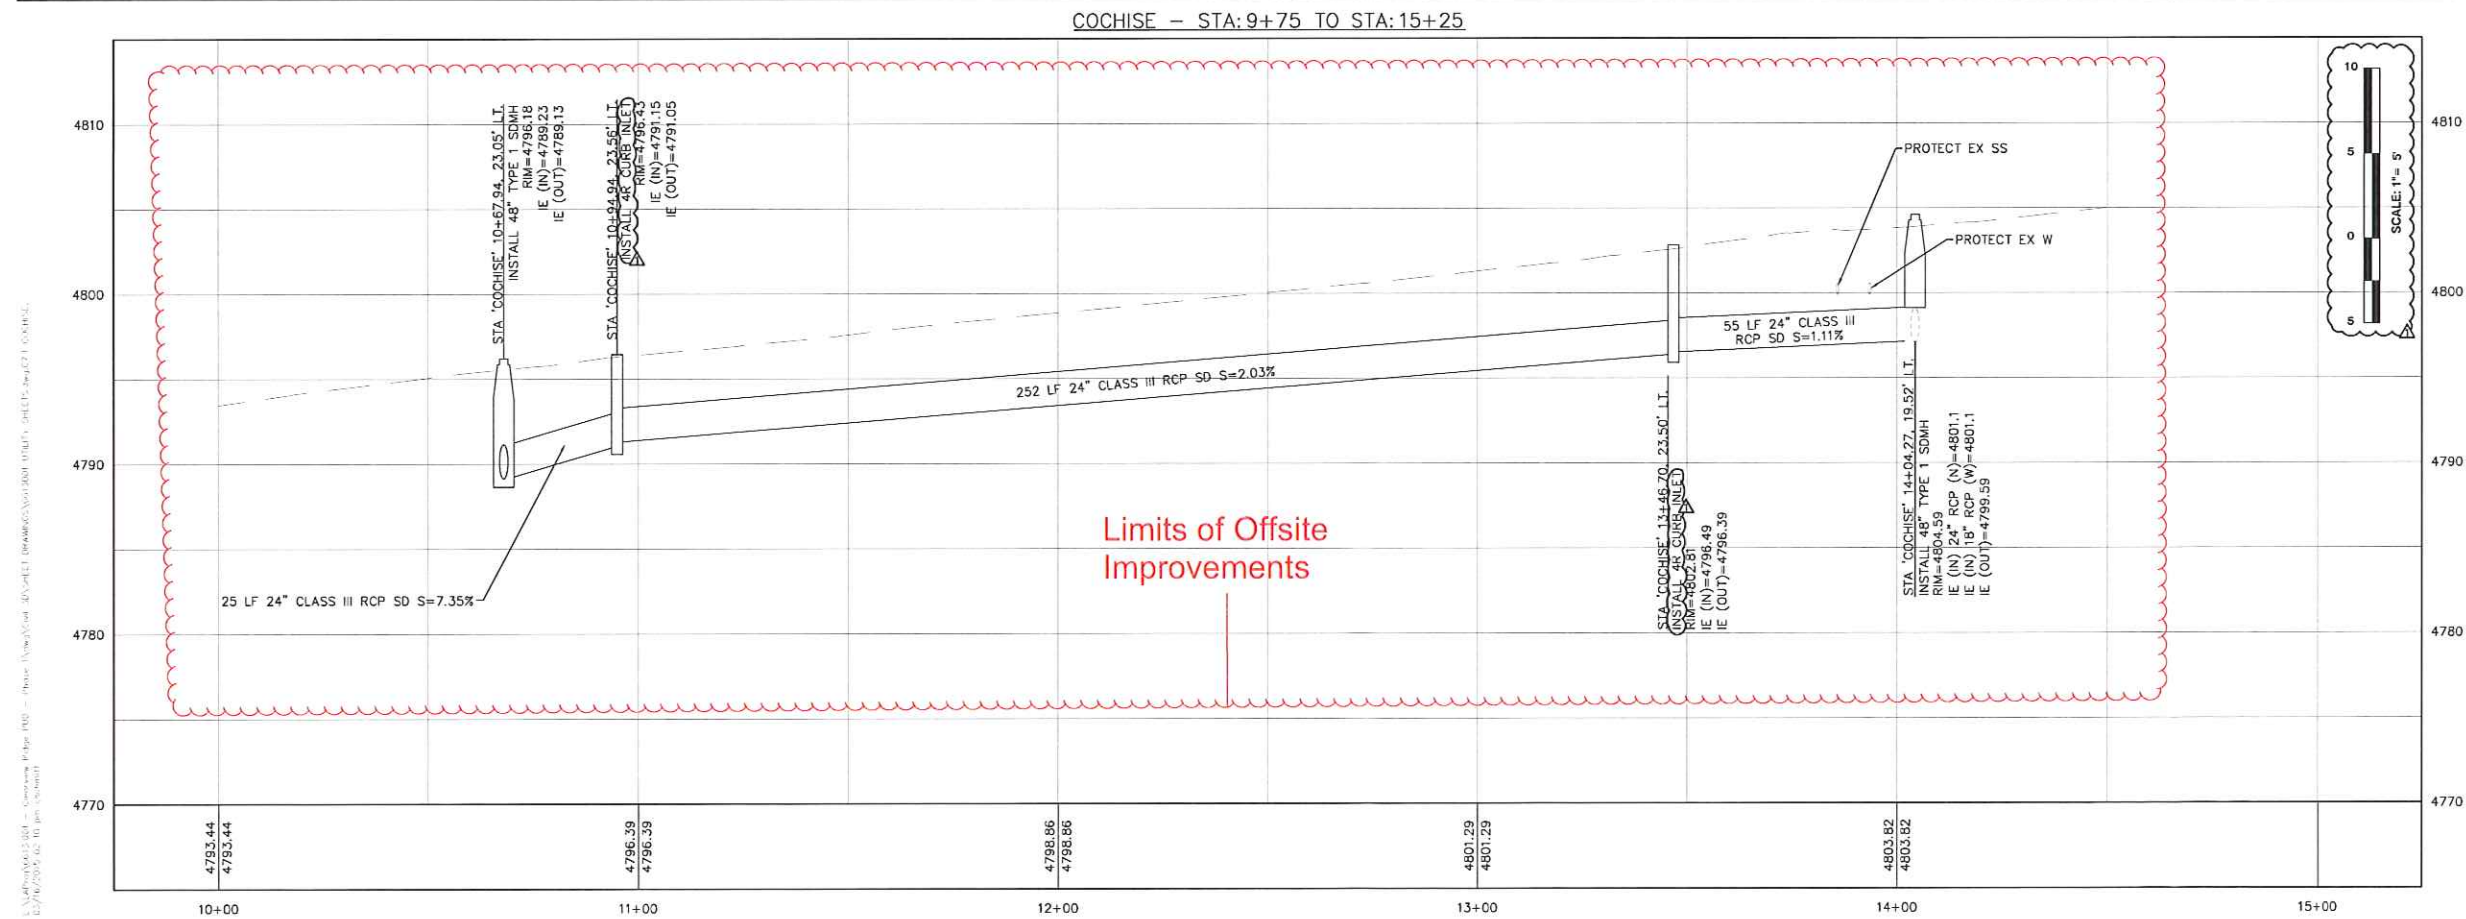 COCHISE – STA: 9+75 TO STA: 15+25
4810
4800
4790
4780
4770
STA 'COCHISE' 10+67.94, 23.05' LT.
INSTALL 48" TYPE 1 SDMH
RIM=4796.18
IE (IN)=4789.23
IE (OUT)=4789.13
STA 'COCHISE' 10+94.94, 23.56' LT.
INSTALL 4R CURB INLET
RIM=4796.43
IE (IN)=4791.15
IE (OUT)=4791.05
1
PROTECT EX SS
PROTECT EX W
10
5
0
5
SCALE: 1"= 5'
1
4810
4800
4790
4780
4770
252 LF 24" CLASS III RCP SD S=2.03%
55 LF 24" CLASS III
RCP SD S=1.11%
25 LF 24" CLASS III RCP SD S=7.35%
Limits of Offsite
Improvements
STA 'COCHISE' 13+46.70, 23.50' LT.
INSTALL 4R CURB INLET
RIM=4802.81
IE (IN)=4796.49
IE (OUT)=4796.39
1
STA 'COCHISE' 14+04.27, 19.52' LT.
INSTALL 48" TYPE 1 SDMH
RIM=4804.59
IE (IN) 24" RCP (N)=4801.1
IE (IN) 18" RCP (W)=4801.1
IE (OUT)=4799.59
4793.44
4793.44
4796.39
4796.39
4798.86
4798.86
4801.29
4801.29
4803.82
4803.82
10+00
11+00
12+00
13+00
14+00
15+00